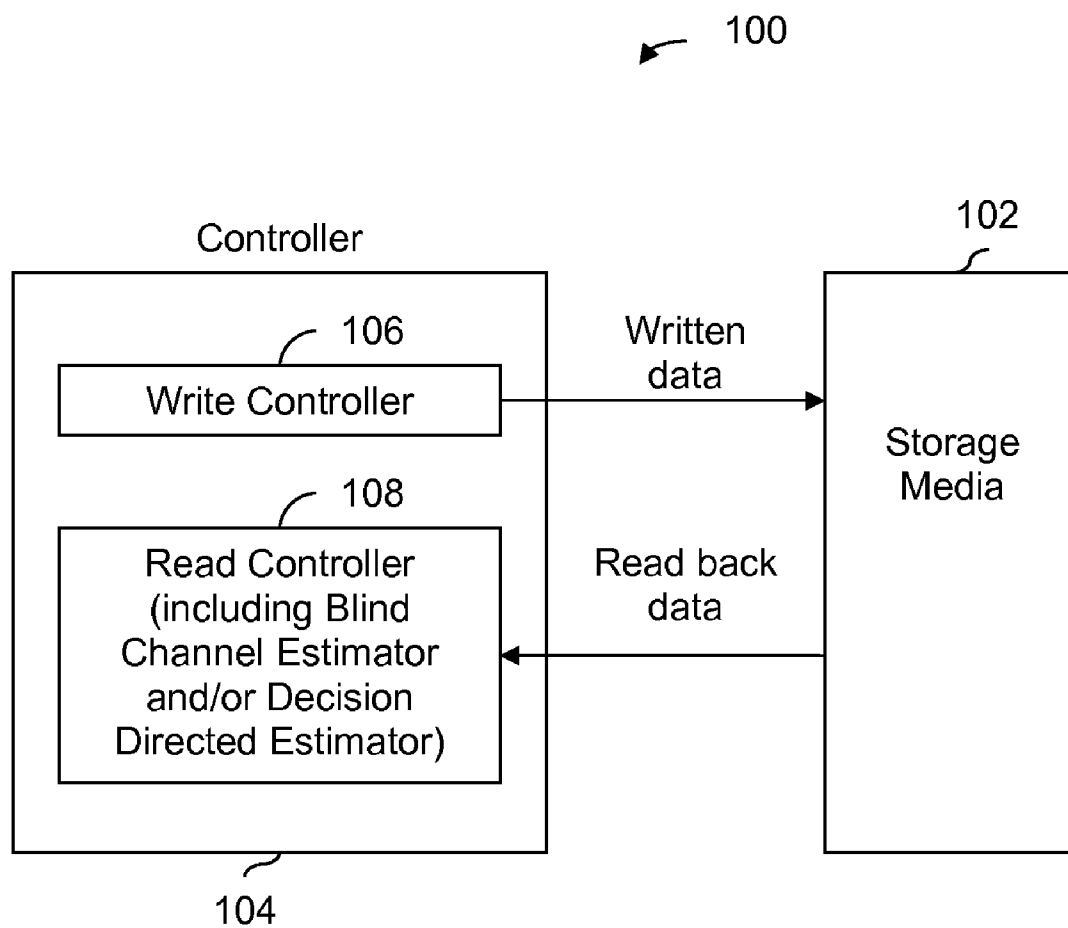 100
102
Controller
106
Written
data
Write Controller
Storage
Media
108
Read Controller
(including Blind
Channel Estimator
and/or Decision
Directed Estimator)
Read back
data
104